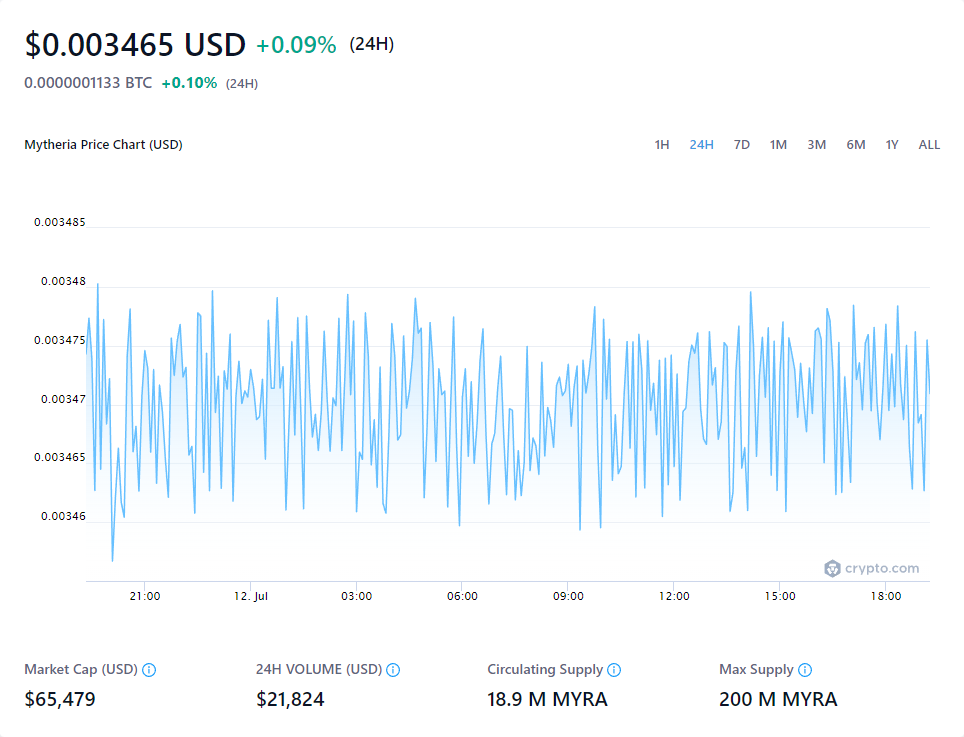 $0.003465 USD +0.09% (24H)
0.0000001133 BTC +0.10% (24H)
Mytheria Price Chart (USD) 1H 24H 7D 1M 3M 6M 1Y ALL
0.003485
0.00348
0.003475
0.00347
0.003465
0.00346
crypto.com
21:00 12. Jul 03:00 06:00 09:00 12:00 15:00 18:00
Market Cap (USD) 24H VOLUME (USD) Circulating Supply Max Supply
$65,479 $21,824 18.9 M MYRA 200 M MYRA